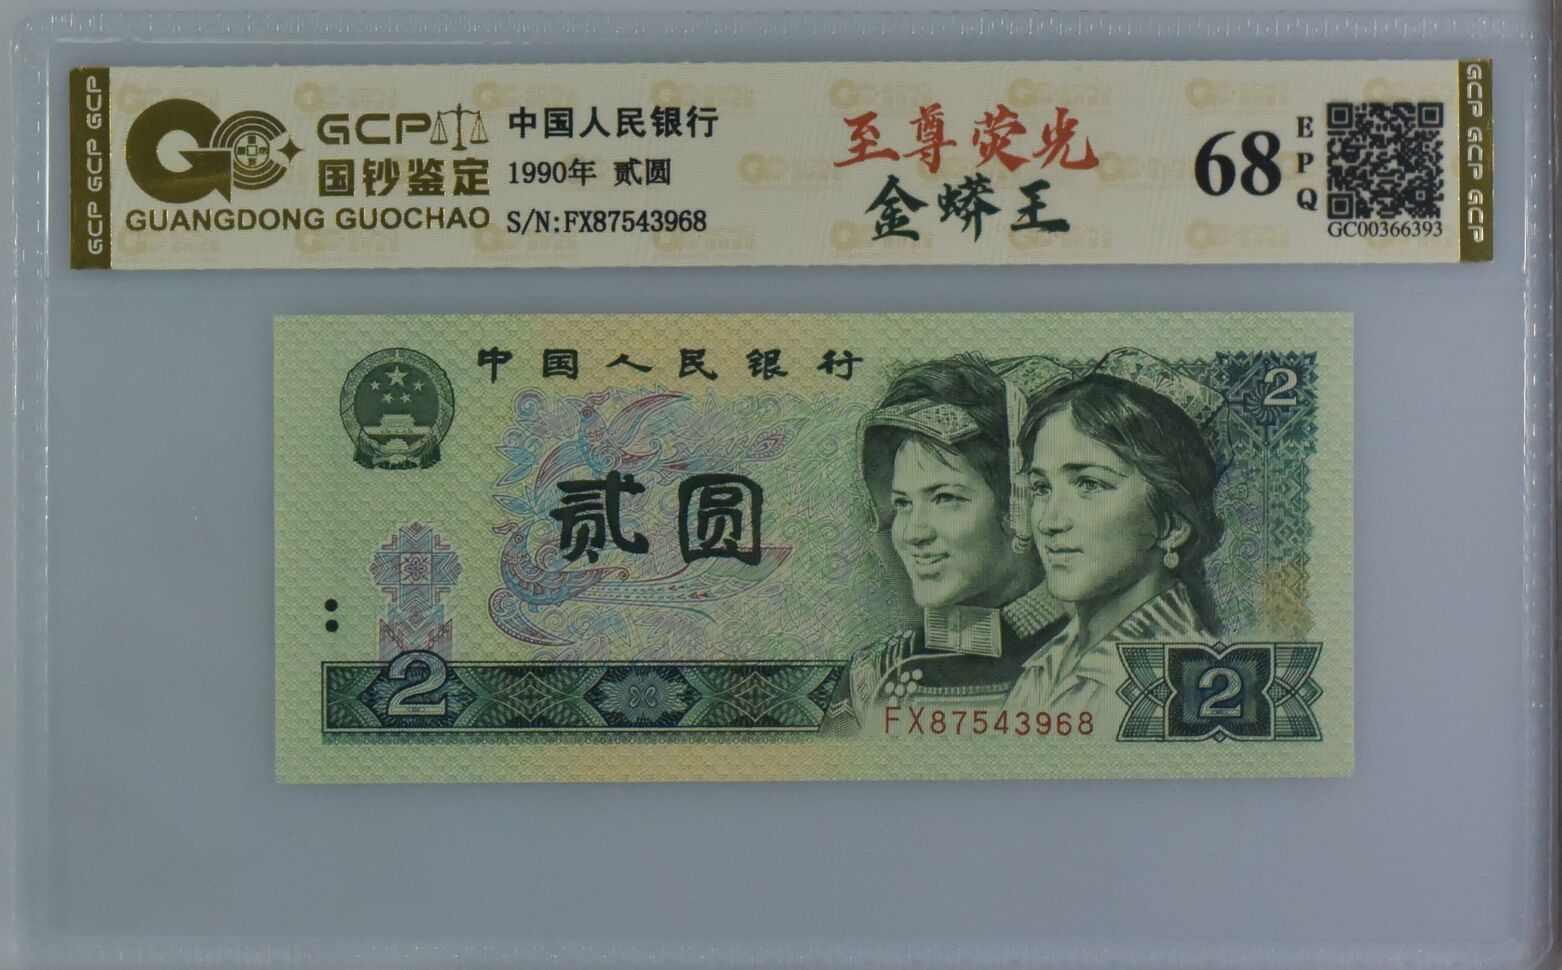 GCP GCP GCP
GCP
国钞鉴定
GUANGDONG GUOCHAO
中国人民银行
1990年 贰圆
S/N:FX87543968
至尊荧光
金蟒王
68
EPQ
GC00366393
GCP GCP GCP
中国人民银行
2
贰圆
2
2
FX87543968